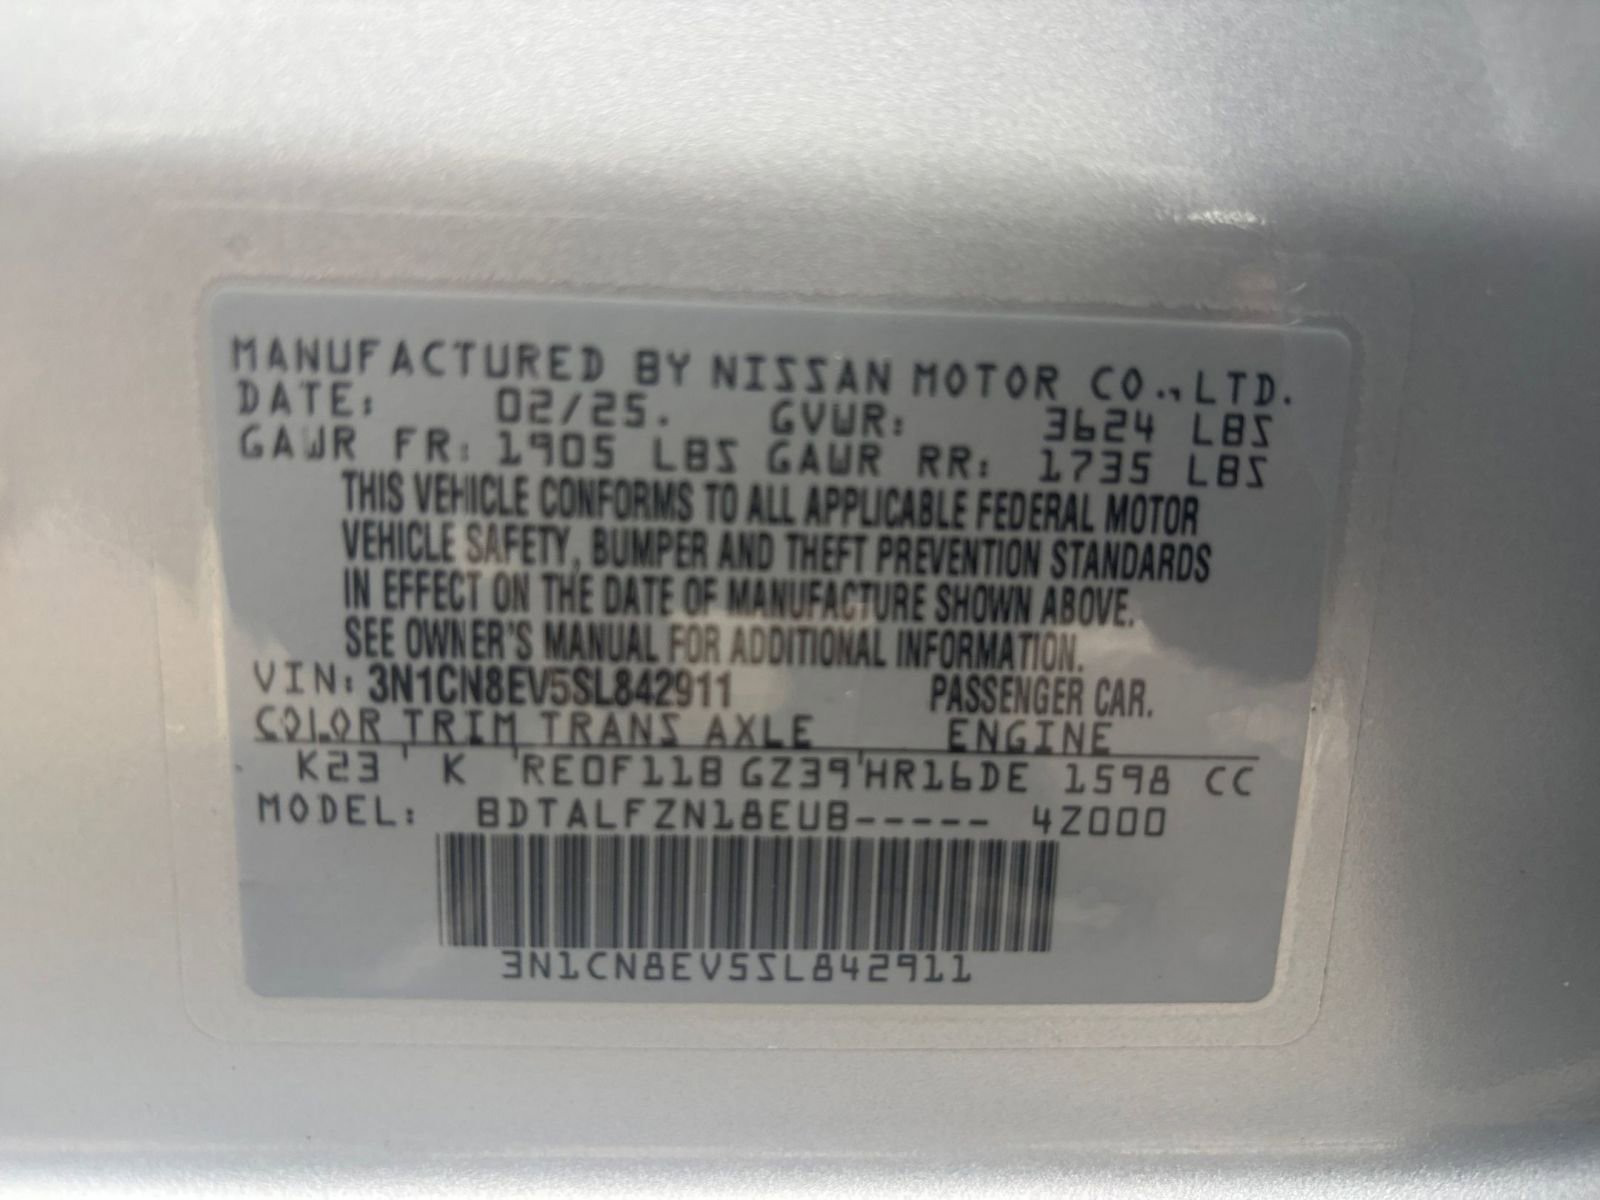 MANUFACTURED BY NISSAN MOTOR CO.,LTD.
DATE: 02/25. GVWR: 3624 LBS
GAWR FR: 1905 LBS GAWR RR: 1735 LBS
THIS VEHICLE CONFORMS TO ALL APPLICABLE FEDERAL MOTOR
VEHICLE SAFETY, BUMPER AND THEFT PREVENTION STANDARDS
IN EFFECT ON THE DATE OF MANUFACTURE SHOWN ABOVE.
SEE OWNER'S MANUAL FOR ADDITIONAL INFORMATION.
VIN: 3N1CN8EV5SL842911 PASSENGER CAR.
COLOR TRIM TRANS AXLE ENGINE
K23 K RE0F11B GZ39 HR16DE 1598 CC
MODEL: BDTALFZN18EUB----- 4Z000
3N1CN8EV5SL842911